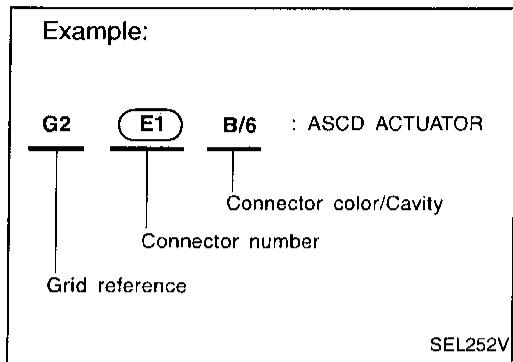 Example:
G2 E1 B/6 : ASCD ACTUATOR
Connector color/Cavity
Connector number
Grid reference
SEL252V